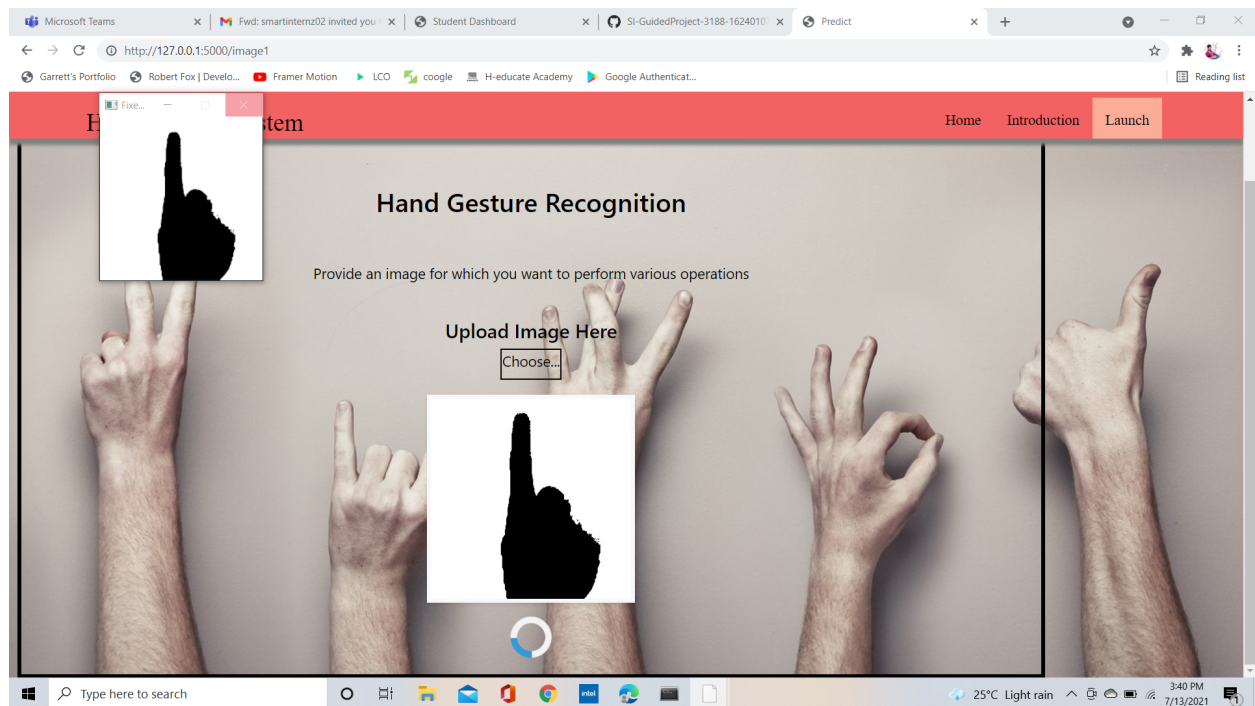 Microsoft Teams
Fwd: smartinternz02 invited you
Student Dashboard
SI-GuidedProject-3188-1624010
Predict
http://127.0.0.1:5000/image1
Garrett's Portfolio
Robert Fox | Develo...
Framer Motion
LCO
coogle
H-educate Academy
Google Authenticat...
Reading list
Fixe...
H
stem
Home
Introduction
Launch
Hand Gesture Recognition
Provide an image for which you want to perform various operations
Upload Image Here
Choose...
Type here to search
intel
25°C Light rain
3:40 PM
7/13/2021
1